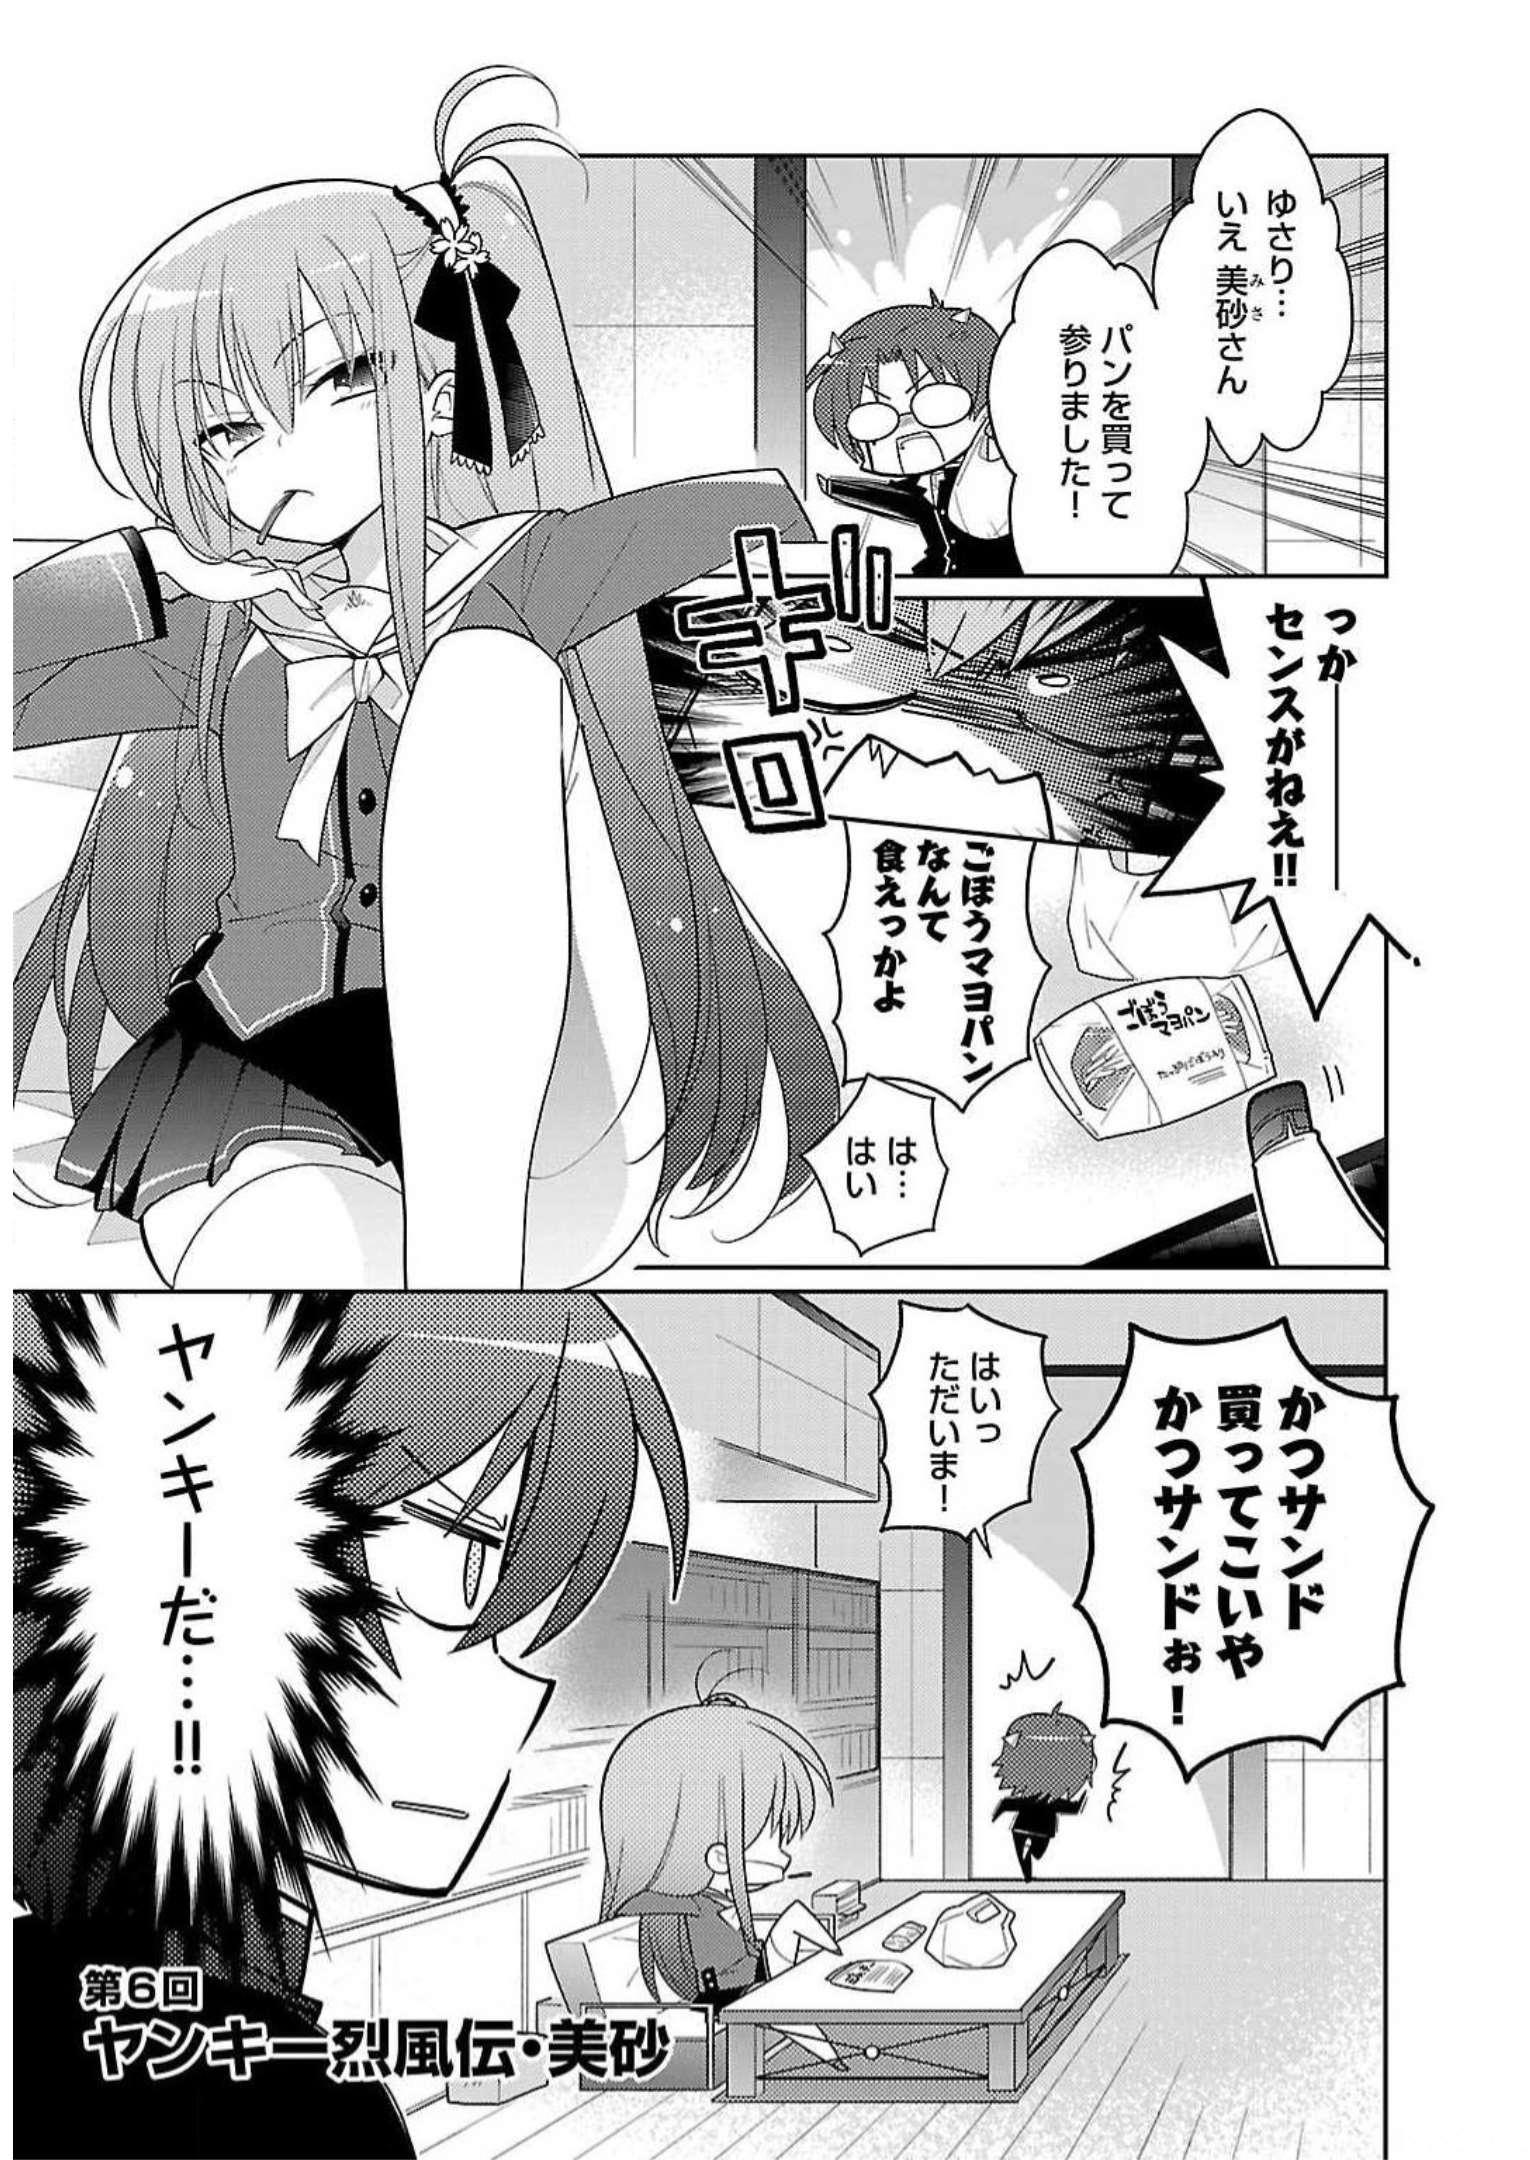 ゆさり…
いえ 美砂さん
みさ
パンを買って
参りました!
ギロ
っかー
センスがねえ!!
ごぼう
マヨパン
ごぼうマヨパン
なんて
食えっかよ
は…
はい
かつサンド
買ってこいや
かつサンドぉ!
はいっ
ただいま!
ヤンキーだ…!!
第6回
ヤンキー烈風伝・美砂